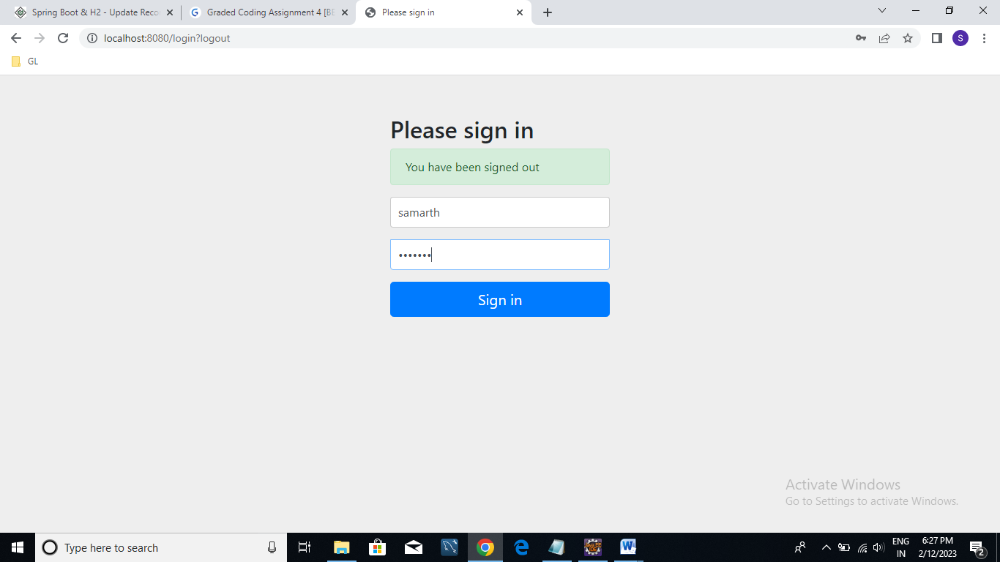 Spring Boot & H2 - Update Reco
Graded Coding Assignment 4 [BE
Please sign in
localhost:8080/login?logout
S
GL
Please sign in
You have been signed out
samarth
•••••••
Sign in
Activate Windows
Go to Settings to activate Windows.
Type here to search
ENG
IN
6:27 PM
2/12/2023
2